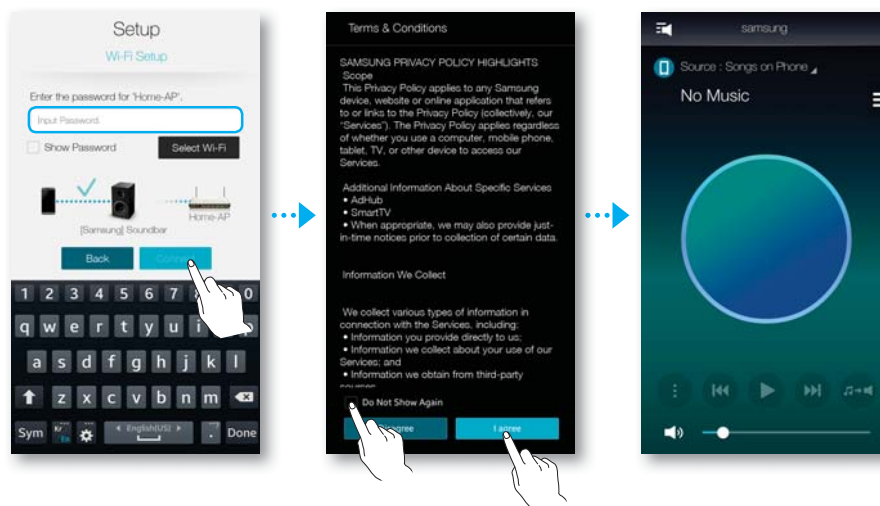 Setup
Wi-Fi Setup
Enter the password for 'Home-AP'.
Input Password.
Show Password
Select Wi-Fi
Home-AP
[Samsung] Soundbar
Back
1 2 3 4 5 6 7 0
q w e r t y u i p
a s d f g h j k l
z x c v b n m
Sym
English(US)
Done
Terms & Conditions
SAMSUNG PRIVACY POLICY HIGHLIGHTS
Scope
This Privacy Policy applies to any Samsung
device, website or online application that refers
to or links to the Privacy Policy (collectively, our
"Services"). The Privacy Policy applies regardless
of whether you use a computer, mobile phone,
tablet, TV, or other device to access our
Services.
Additional Information About Specific Services
• AdHub
• SmartTV
• When appropriate, we may also provide just-
in-time notices prior to collection of certain data.
Information We Collect
We collect various types of information in
connection with the Services, including:
• Information you provide directly to us;
• Information we collect about your use of our
Services; and
• Information we obtain from third-party
Do Not Show Again
I agree
samsung
Source : Songs on Phone
No Music